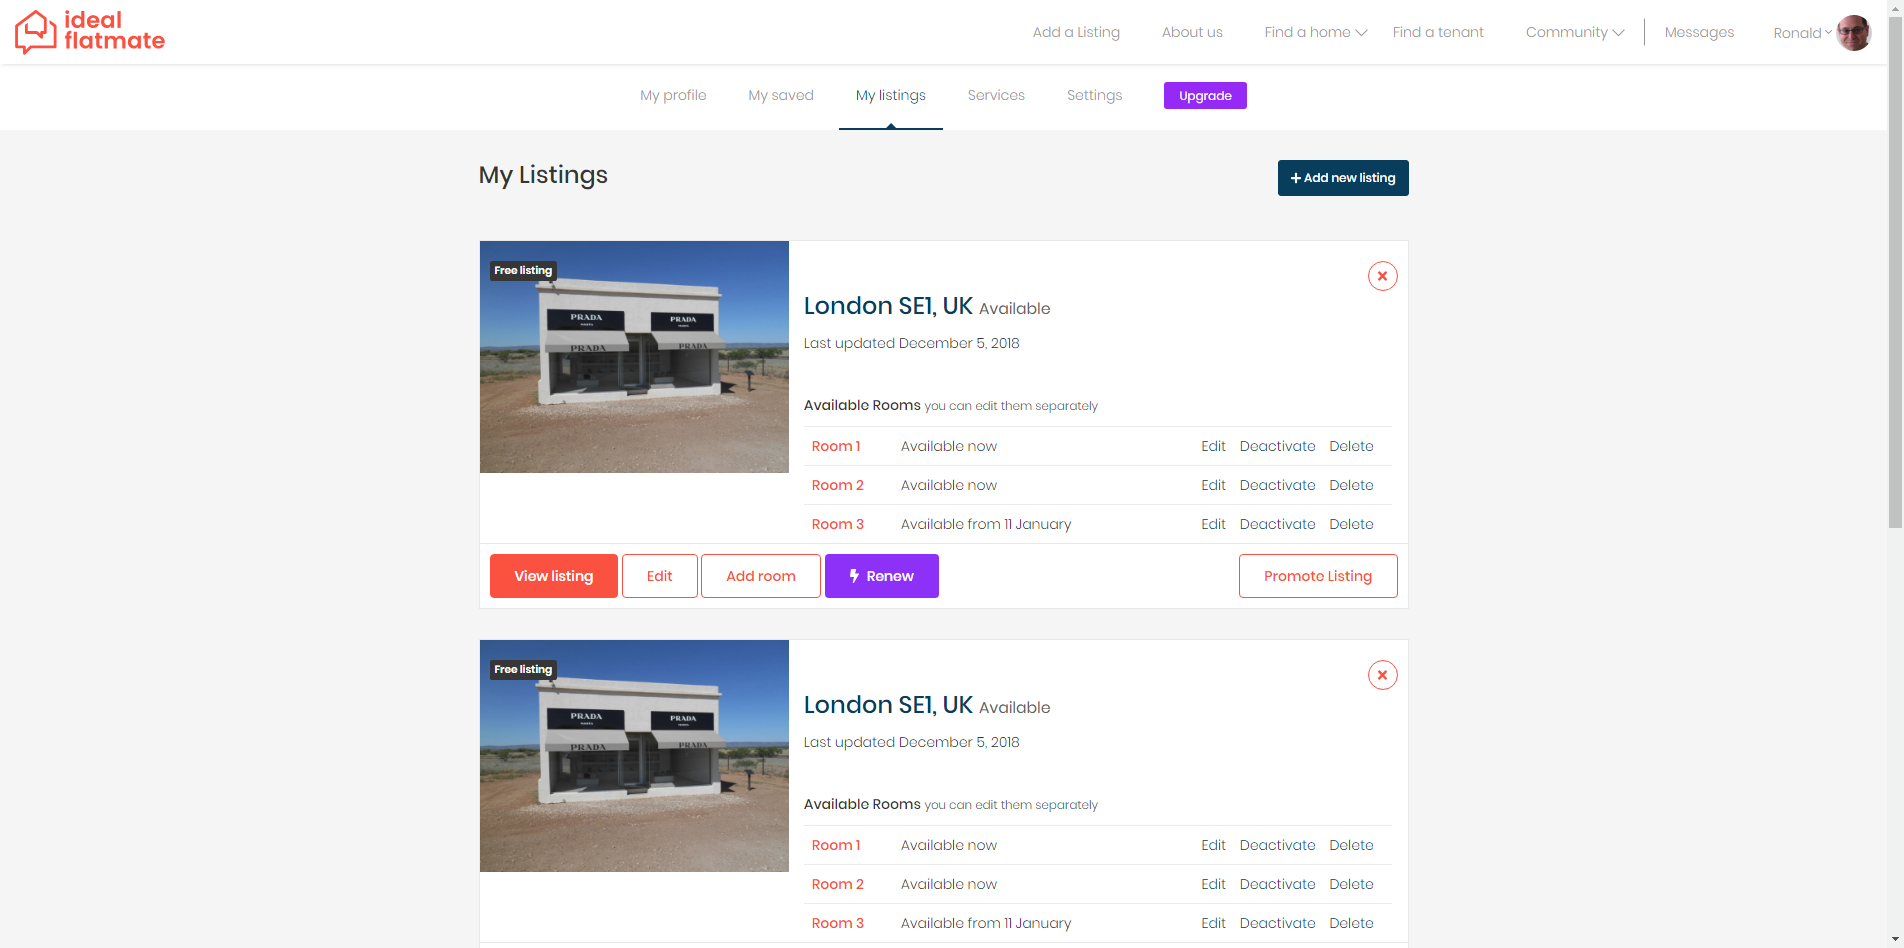 ideal
flatmate
Add a Listing About us Find a home Find a tenant Community Messages Ronald
My profile My saved My listings Services Settings Upgrade
My Listings
Add new listing
Free listing
PRADA PRADA
PRADA PRADA
London SE1, UK Available
Last updated December 5, 2018
Available Rooms you can edit them separately
Room 1 Available now Edit Deactivate Delete
Room 2 Available now Edit Deactivate Delete
Room 3 Available from 11 January Edit Deactivate Delete
View listing Edit Add room Renew Promote Listing
Free listing
PRADA PRADA
PRADA PRADA
London SE1, UK Available
Last updated December 5, 2018
Available Rooms you can edit them separately
Room 1 Available now Edit Deactivate Delete
Room 2 Available now Edit Deactivate Delete
Room 3 Available from 11 January Edit Deactivate Delete